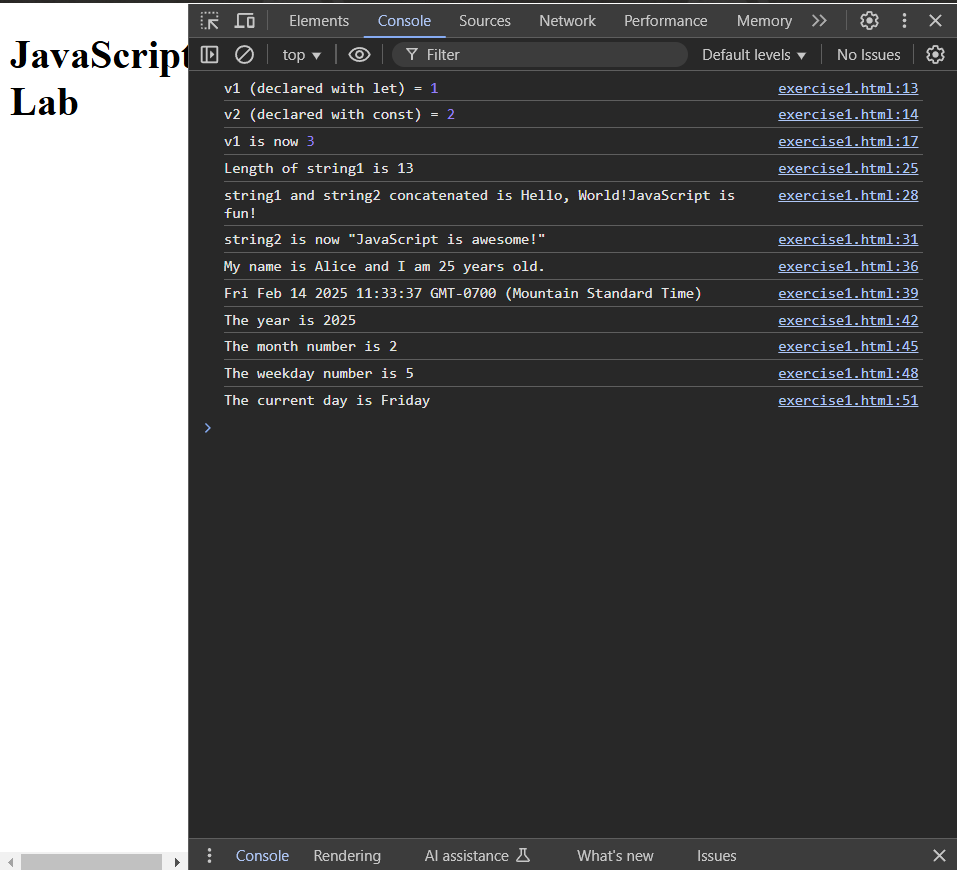 JavaScript
Lab
Elements Console Sources Network Performance Memory
top Filter Default levels No Issues
v1 (declared with let) = 1 exercise1.html:13
v2 (declared with const) = 2 exercise1.html:14
v1 is now 3 exercise1.html:17
Length of string1 is 13 exercise1.html:25
string1 and string2 concatenated is Hello, World!JavaScript is exercise1.html:28
fun!
string2 is now "JavaScript is awesome!" exercise1.html:31
My name is Alice and I am 25 years old. exercise1.html:36
Fri Feb 14 2025 11:33:37 GMT-0700 (Mountain Standard Time) exercise1.html:39
The year is 2025 exercise1.html:42
The month number is 2 exercise1.html:45
The weekday number is 5 exercise1.html:48
The current day is Friday exercise1.html:51
Console Rendering AI assistance What's new Issues